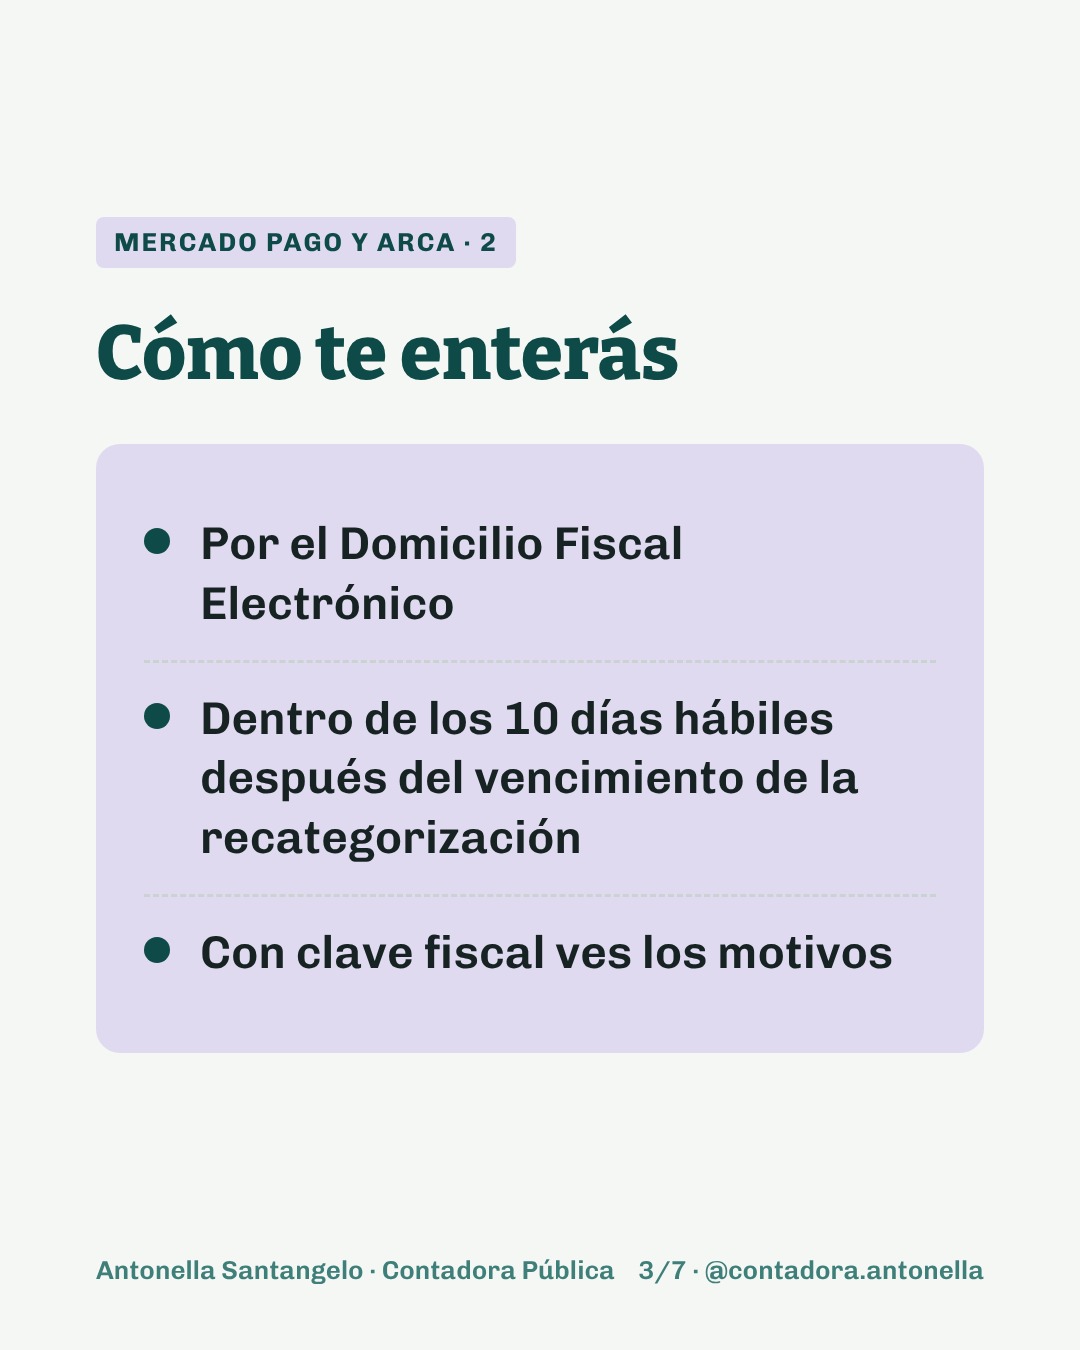 MERCADO PAGO Y ARCA · 2
Cómo te enterás
Por el Domicilio Fiscal
Electrónico
Dentro de los 10 días hábiles
después del vencimiento de la
recategorización
Con clave fiscal ves los motivos
Antonella Santangelo · Contadora Pública 3/7 · @contadora.antonella